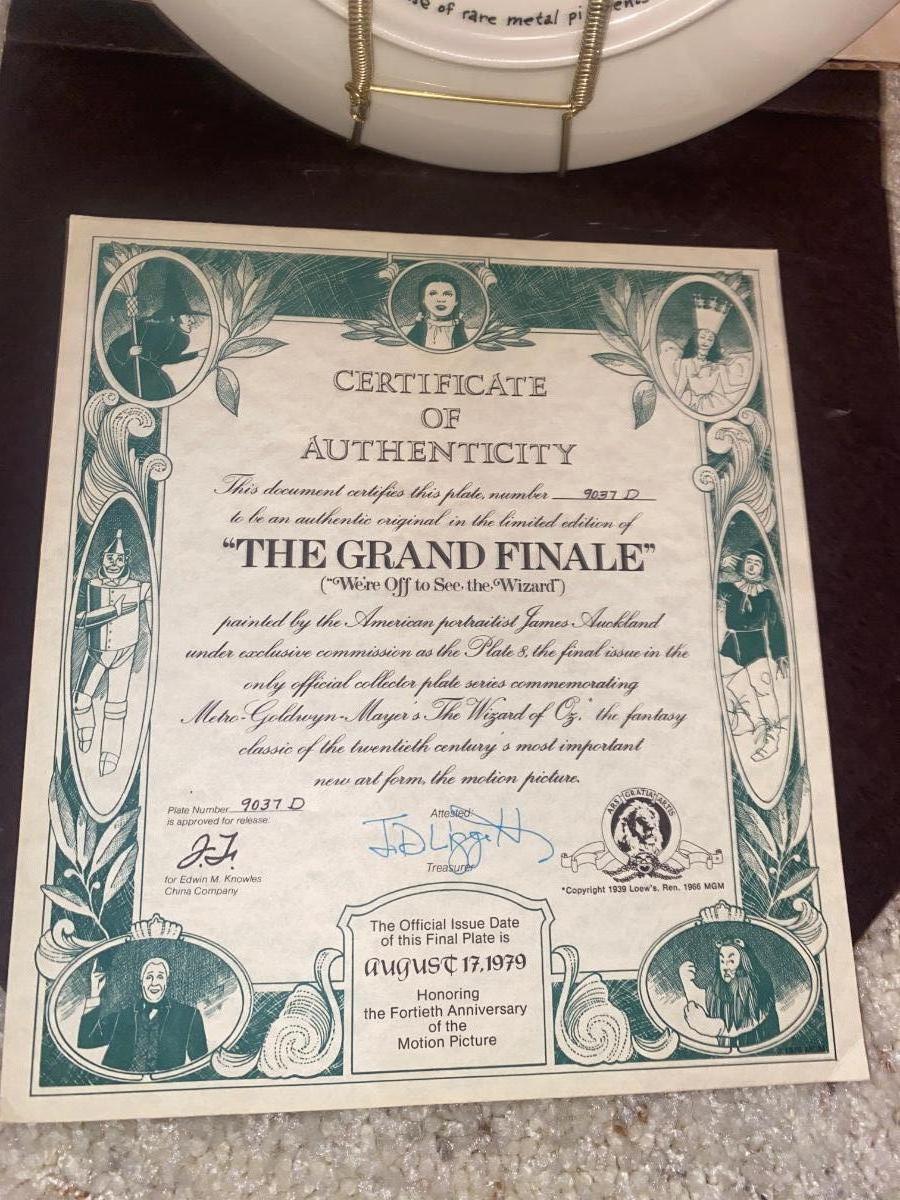 of rare metal
CERTIFICATE
OF
AUTHENTICITY
This document certifies this plate, number 9037 D
to be an authentic original in the limited edition of
"THE GRAND FINALE"
("We're Off to See the Wizard")
painted by the American portraitist James Auckland
under exclusive commission as the Plate 8, the final issue in the
only official collector plate series commemorating
Metro-Goldwyn-Mayer's The Wizard of Oz,* the fantasy
classic of the twentieth century's most important
new art form, the motion picture.
Plate Number 9037 D
is approved for release.
J.J.
for Edwin M. Knowles
China Company
Attested:
Treasurer
ARS GRATIA ARTIS
*Copyright 1939 Loew's, Ren. 1966 MGM
The Official Issue Date
of this Final Plate is
AUGUST 17, 1979
Honoring
the Fortieth Anniversary
of the
Motion Picture